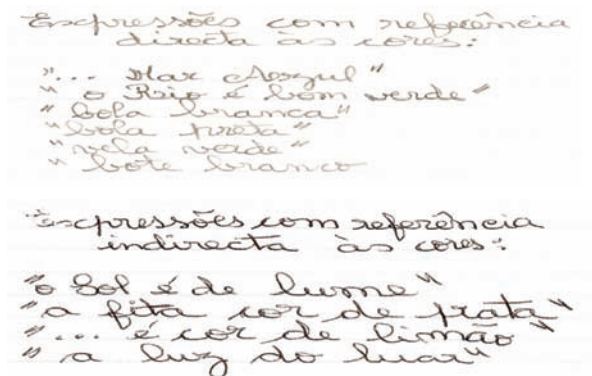 Expressões com referência
directa às cores:
"... Mar Azul"
"o Rio é bom verde"
"bola branca"
"bola preta"
"vela verde"
"bote branco
Expressões com referência
indirecta às cores:
"o Sol é de lume"
"a fita cor de prata"
"... é cor de limão"
"a luz do luar"